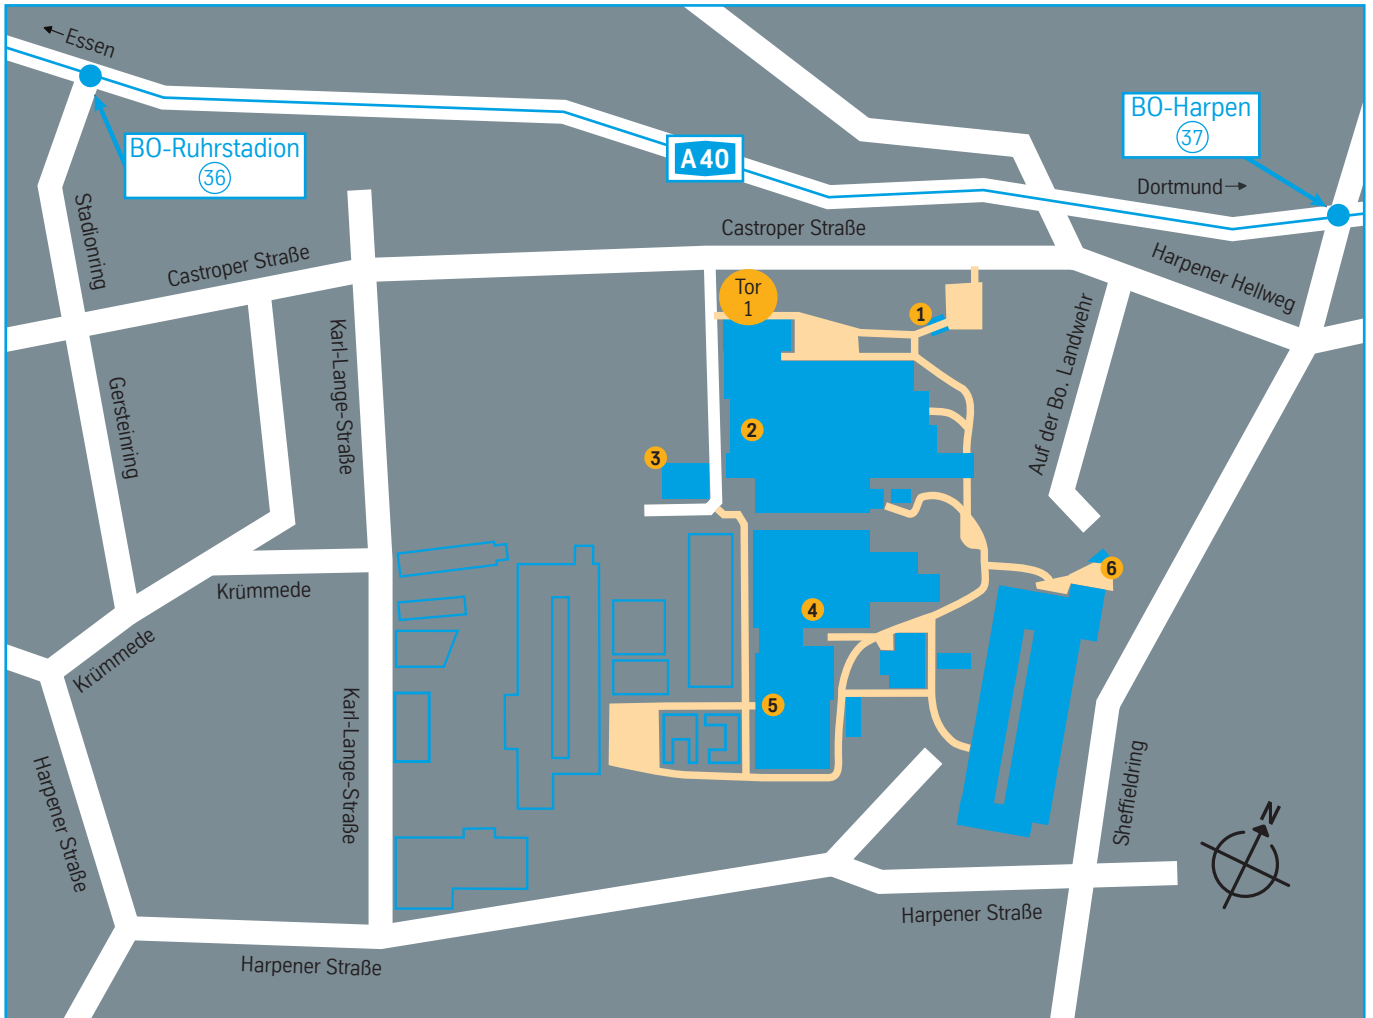 ←Essen
BO-Ruhrstadion
36
A 40
BO-Harpen
37
Dortmund→
Castroper Straße
Harpener Hellweg
Stadionring
Castroper Straße
Tor
1
1
Karl-Lange-Straße
Gersteinring
Auf der Bo. Landwehr
2
3
6
Krümmede
4
Krümmede
5
Karl-Lange-Straße
Harpener Straße
Sheffieldring
N
Harpener Straße
Harpener Straße